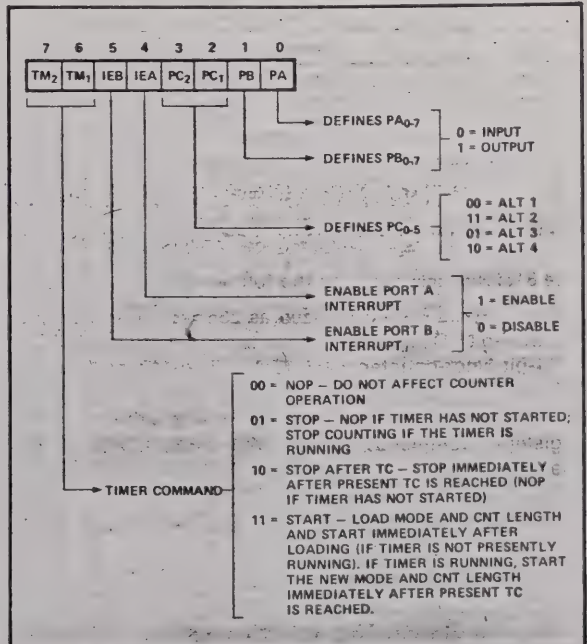 7 6 5 4 3 2 1 0
TM2 TM1 IEB IEA PC2 PC1 PB PA
DEFINES PA0-7
DEFINES PB0-7
0 = INPUT
1 = OUTPUT
DEFINES PC0-5
00 = ALT 1
11 = ALT 2
01 = ALT 3
10 = ALT 4
ENABLE PORT A
INTERRUPT
ENABLE PORT B
INTERRUPT
1 = ENABLE
0 = DISABLE
TIMER COMMAND
00 = NOP – DO NOT AFFECT COUNTER
OPERATION
01 = STOP – NOP IF TIMER HAS NOT STARTED;
STOP COUNTING IF THE TIMER IS
RUNNING
10 = STOP AFTER TC – STOP IMMEDIATELY
AFTER PRESENT TC IS REACHED (NOP
IF TIMER HAS NOT STARTED)
11 = START – LOAD MODE AND CNT LENGTH
AND START IMMEDIATELY AFTER
LOADING (IF TIMER IS NOT PRESENTLY
RUNNING). IF TIMER IS RUNNING, START
THE NEW MODE AND CNT LENGTH
IMMEDIATELY AFTER PRESENT TC
IS REACHED.